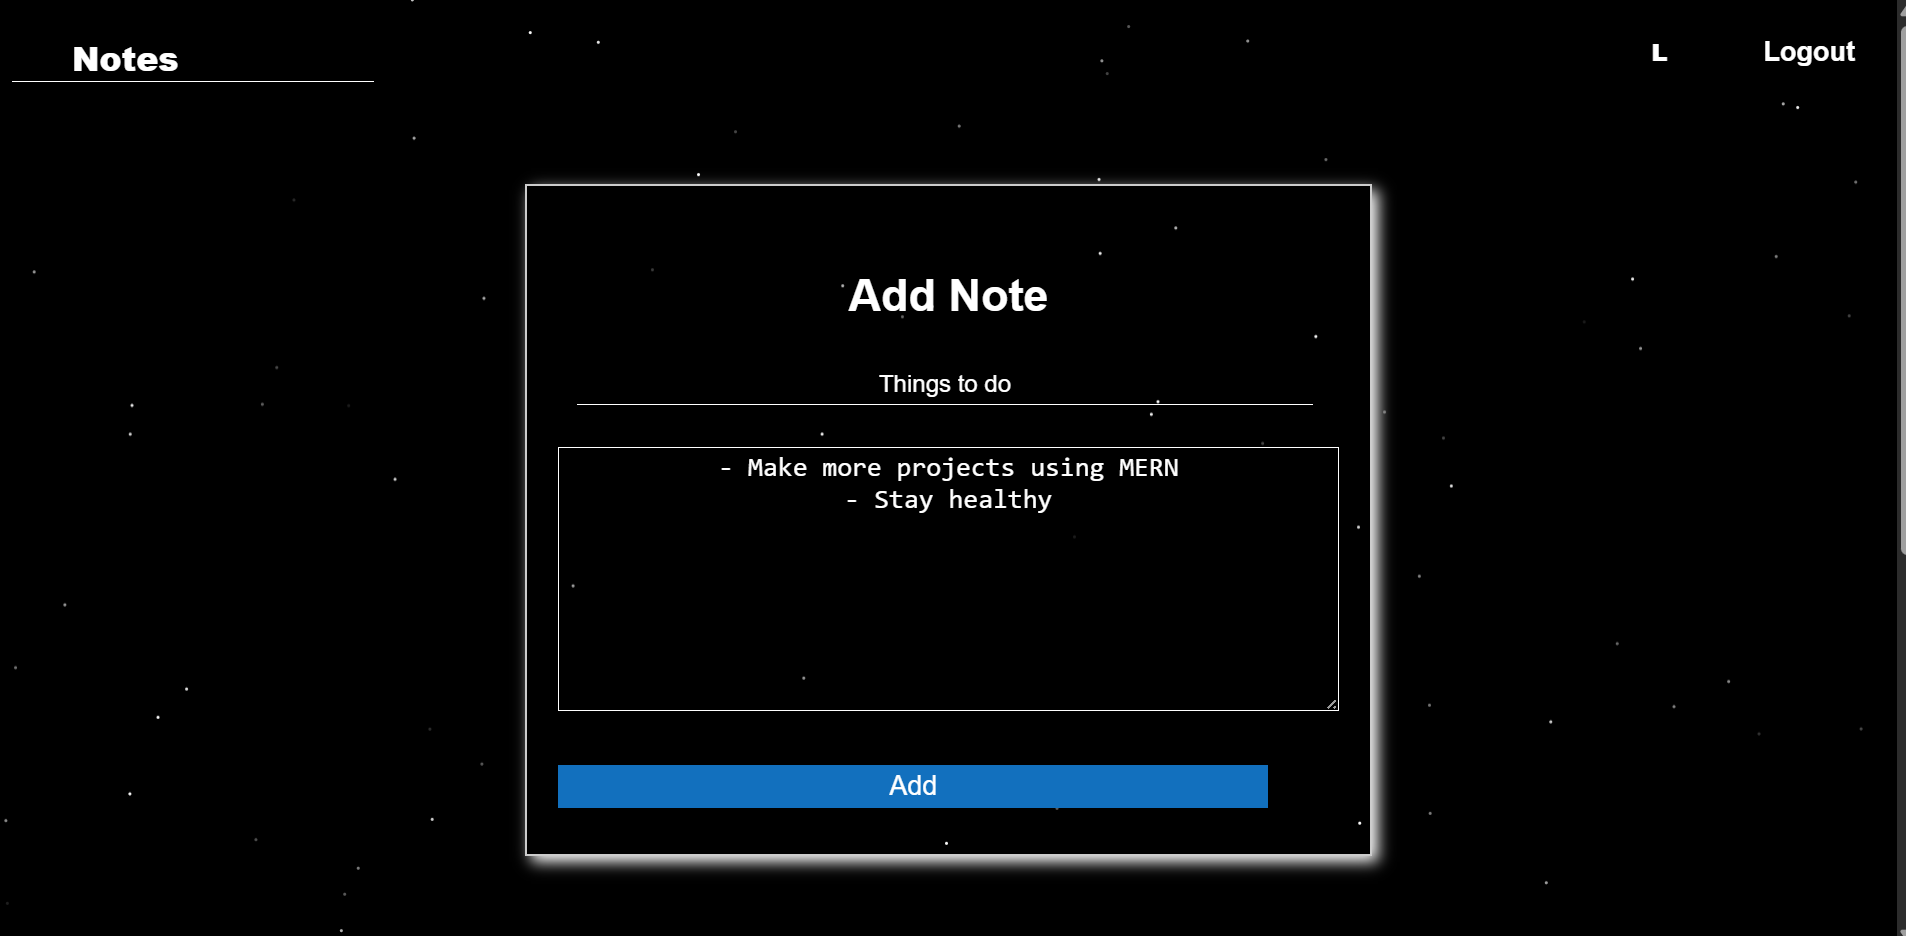 Notes
L
Logout
Add Note
Things to do
- Make more projects using MERN
- Stay healthy
Add